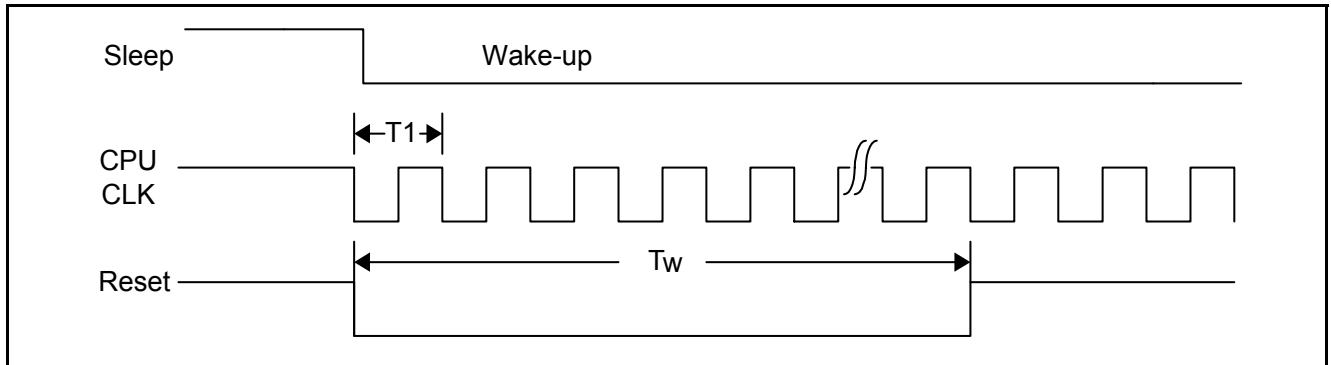 Sleep
Wake-up
T1
CPU
CLK
Tw
Reset